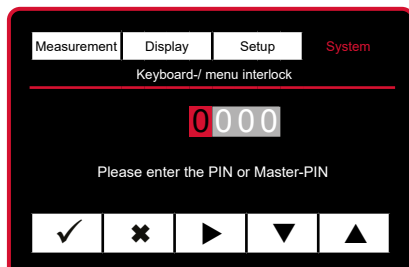 Measurement Display Setup System
Keyboard-/ menu interlock
0000
Please enter the PIN or Master-PIN